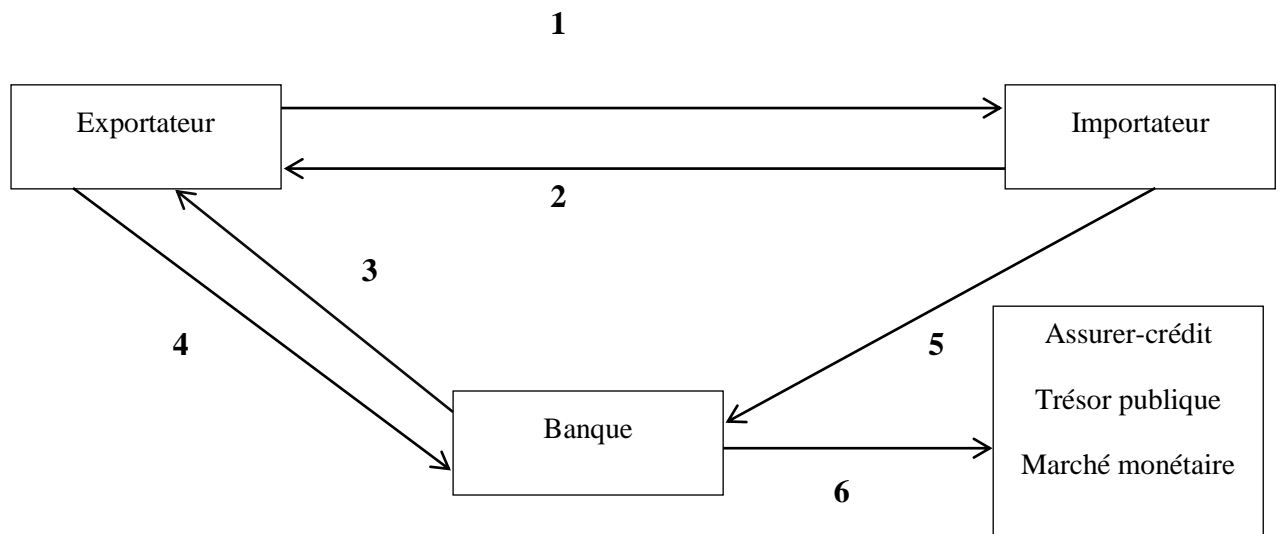 1
Exportateur
Importateur
2
3
4
5
Assurer-crédit
Trésor publique
Banque
Marché monétaire
6